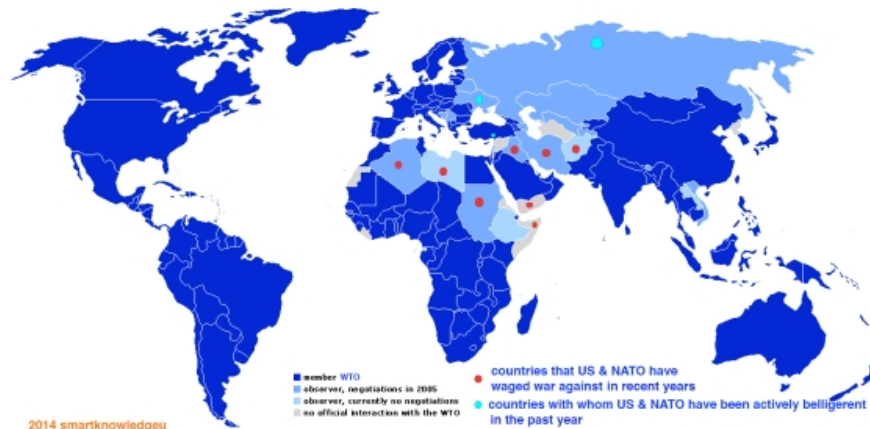 member WTO
observer, negotiations in 2005
observer, currently no negotiations
no official interaction with the WTO
countries that US & NATO have
waged war against in recent years
countries with whom US & NATO have been actively belligerent
in the past year
2014 smartknowledgeu